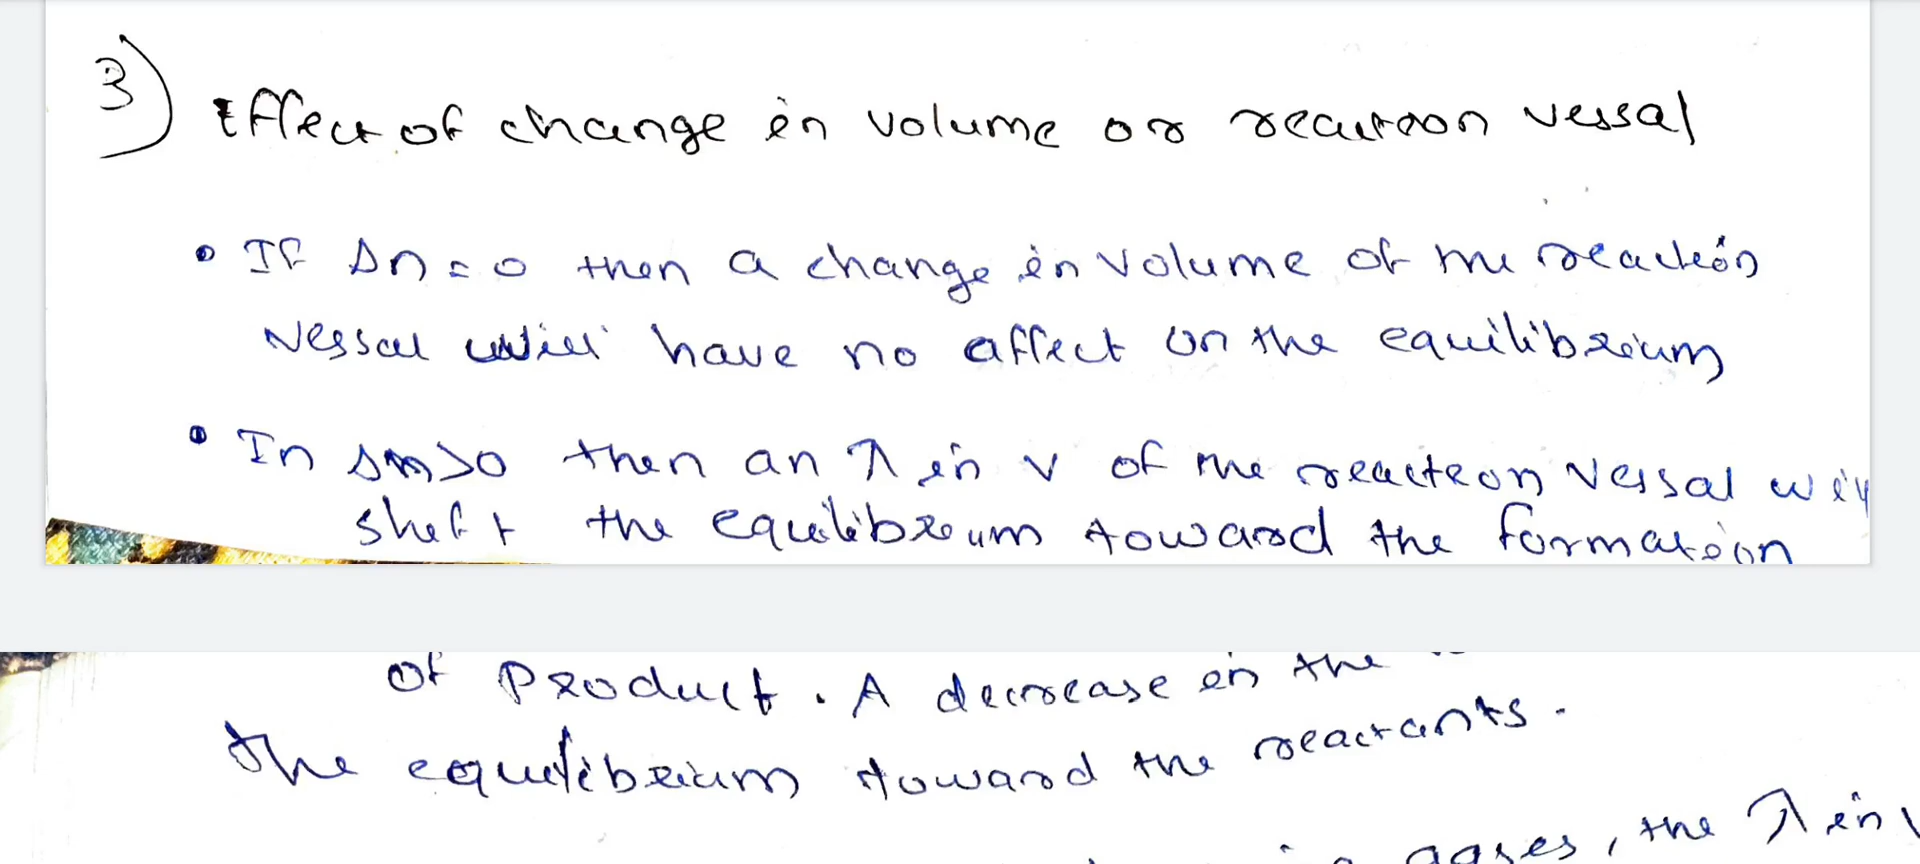 3) Effect of change in volume or reaction vessal
• If Δn = 0 then a change in volume of the reaction
vessal will have no affect on the equilibrium
• In Δn>0 then an ↑ in v of the reaction vessal will
shift the equilibrium toward the formation
of product. A decrease in the
the equilibrium toward the reactants.
gases, the ↑ in